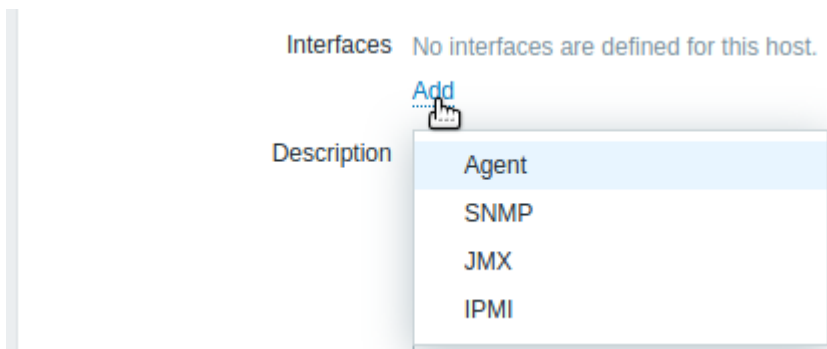 Interfaces No interfaces are defined for this host.
Add
Description
Agent
SNMP
JMX
IPMI